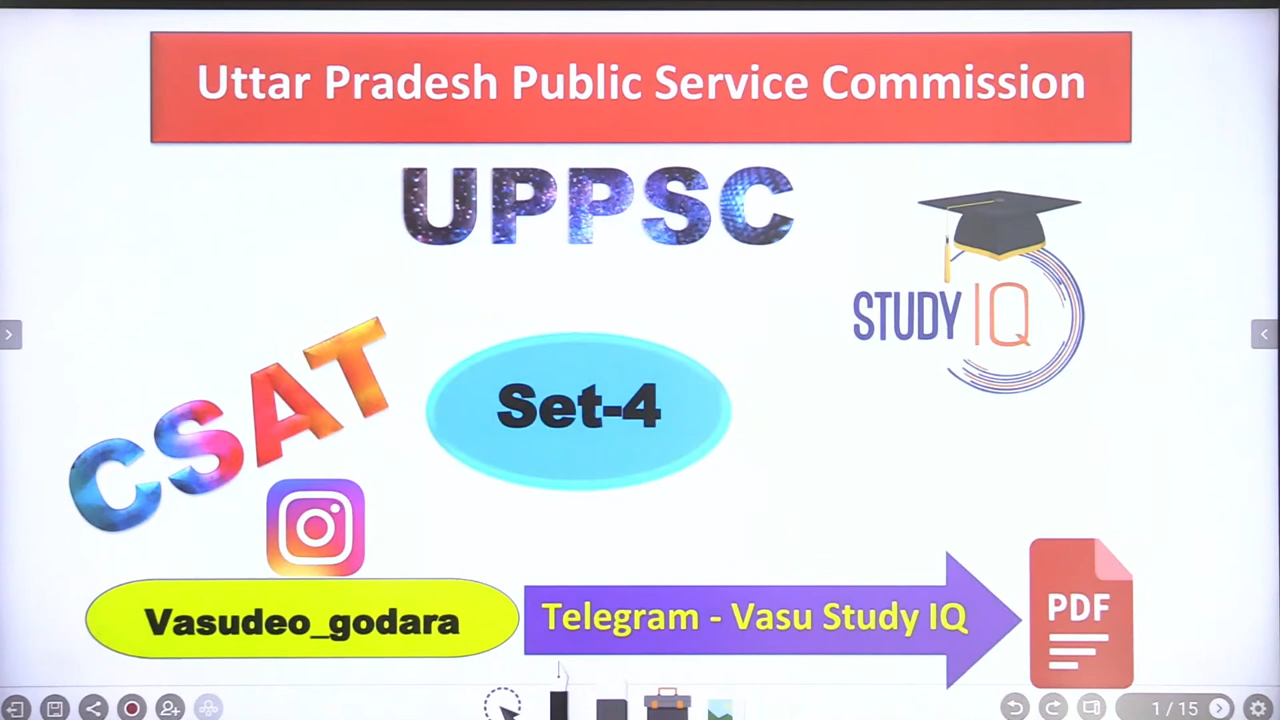 Uttar Pradesh Public Service Commission
UPPSC
STUDY IQ
CSAT
Set-4
Vasudeo_godara
Telegram - Vasu Study IQ
PDF
1 / 15